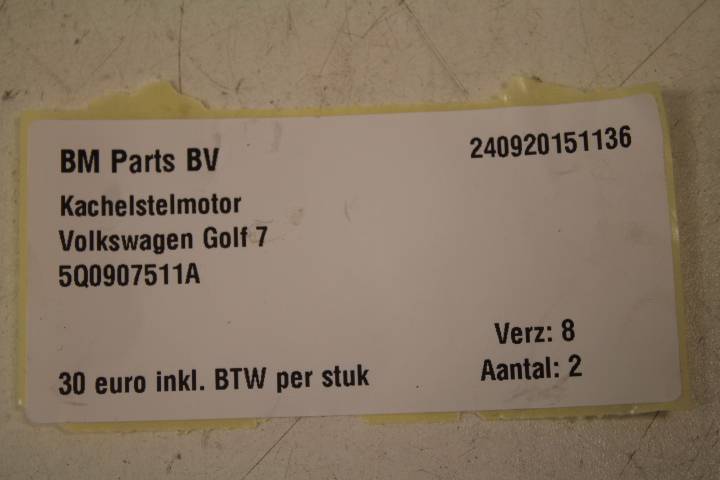 BM Parts BV
240920151136
Kachelstelmotor
Volkswagen Golf 7
5Q0907511A
Verz: 8
30 euro inkl. BTW per stuk
Aantal: 2